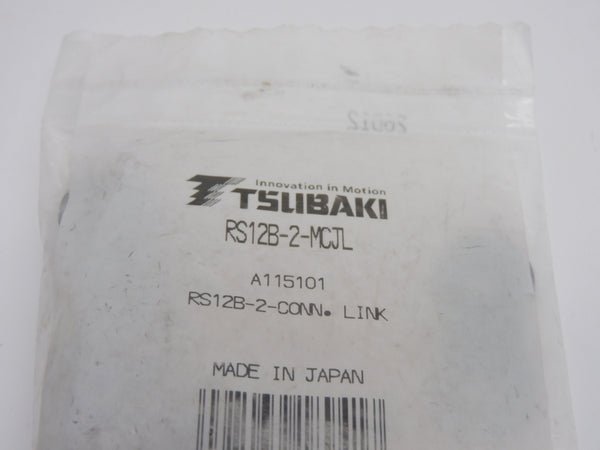 Innovation in Motion
TSUBAKI
RS12B-2-MCJL
A115101
RS12B-2-CONN. LINK
MADE IN JAPAN